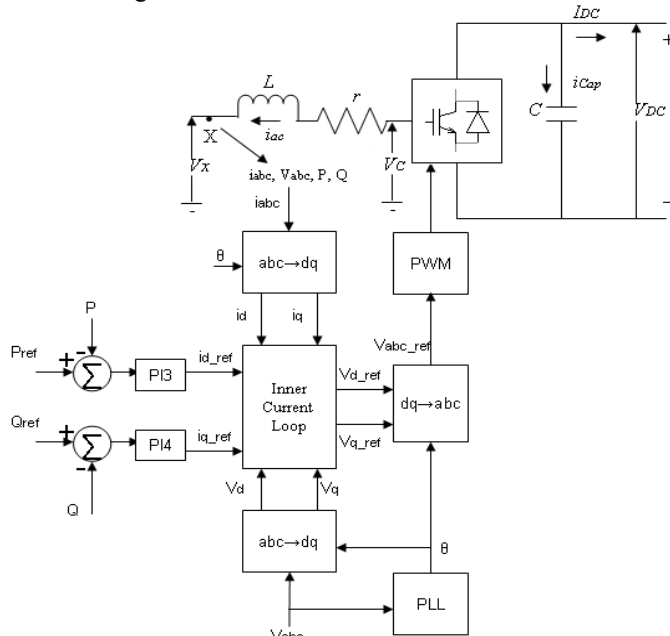 IDC
L
r
iCap
C
VDC
X
iac
VX
VC
iabc, Vabc, P, Q
iabc
θ
abc→dq
PWM
P
id
iq
Vabc_ref
Pref
+
-
Σ
PI3
id_ref
Inner
Current
Loop
Vd_ref
dq→abc
Qref
+
-
Σ
PI4
iq_ref
Vq_ref
Q
Vd
Vq
abc→dq
θ
PLL
+
−